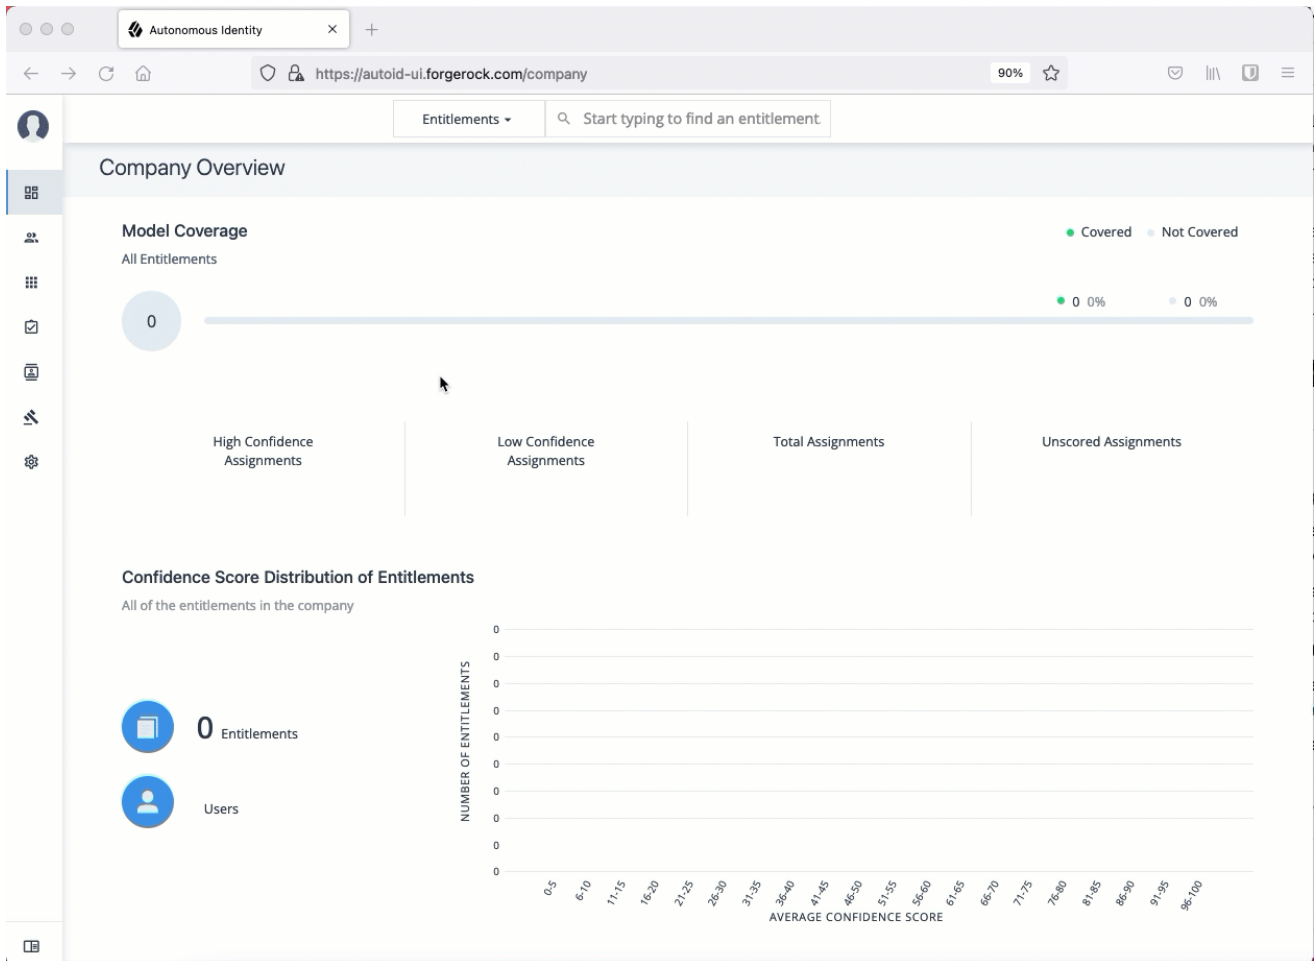 Autonomous Identity
https://autoid-ui.forgerock.com/company
90%
Entitlements
Start typing to find an entitlement
Company Overview
Model Coverage
Covered
Not Covered
All Entitlements
0 0%
0 0%
0
High Confidence
Assignments
Low Confidence
Assignments
Total Assignments
Unscored Assignments
Confidence Score Distribution of Entitlements
All of the entitlements in the company
0 Entitlements
Users
NUMBER OF ENTITLEMENTS
0
0
0
0
0
0
0
0
0
0
0-5
6-10
11-15
16-20
21-25
26-30
31-35
36-40
41-45
46-50
51-55
56-60
61-65
66-70
71-75
76-80
81-85
86-90
91-95
96-100
AVERAGE CONFIDENCE SCORE